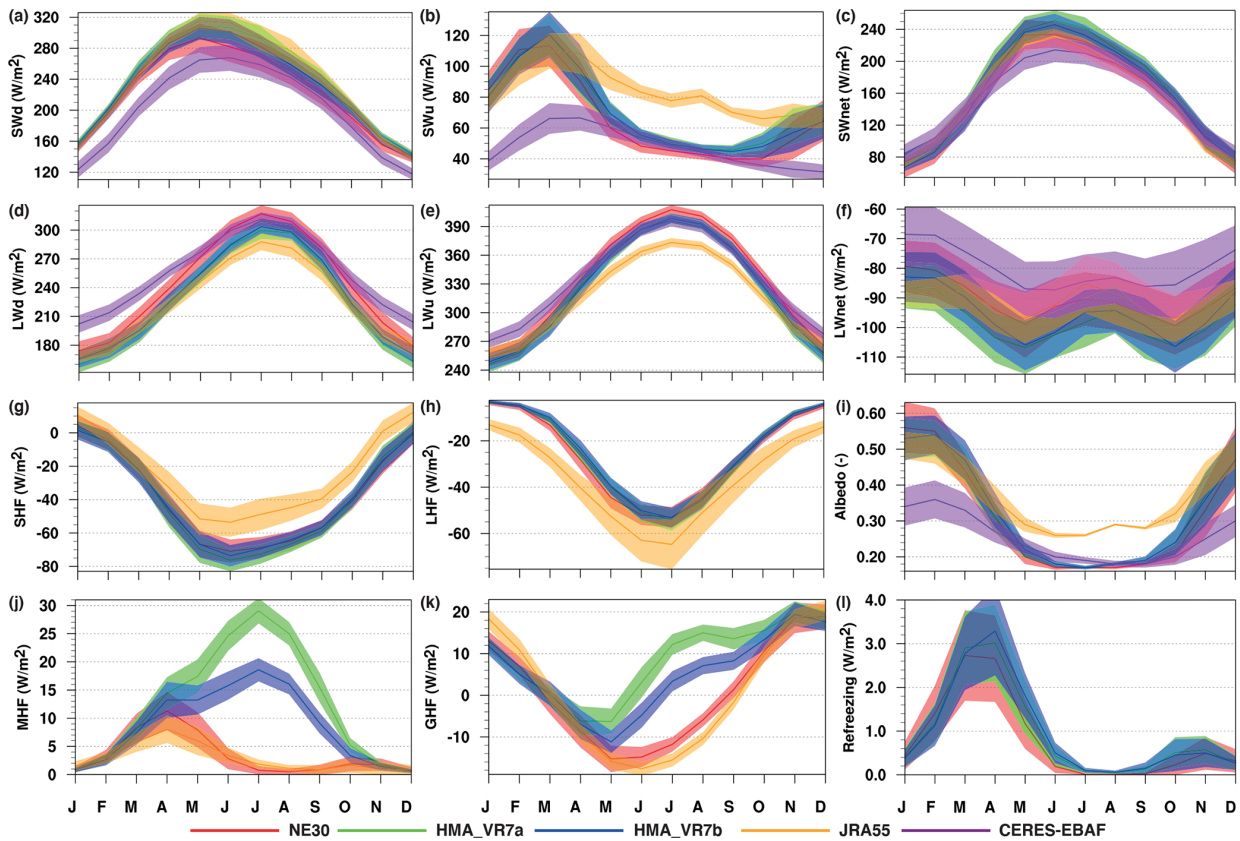 (a) (b) (c)
SWd (W/m2) 320 280 240 200 160 120
SWu (W/m2) 120 100 80 60 40
SWnet (W/m2) 240 200 160 120 80
(d) (e) (f)
LWd (W/m2) 300 270 240 210 180
LWu (W/m2) 390 360 330 300 270 240
LWnet (W/m2) -60 -70 -80 -90 -100 -110
(g) (h) (i)
SHF (W/m2) 0 -20 -40 -60 -80
LHF (W/m2) -20 -40 -60
Albedo (-) 0.60 0.50 0.40 0.30 0.20
(j) (k) (l)
MHF (W/m2) 30 25 20 15 10 5 0
GHF (W/m2) 20 10 0 -10
Refreezing (W/m2) 4.0 3.0 2.0 1.0 0.0
J F M A M J J A S O N D J F M A M J J A S O N D J F M A M J J A S O N D
NE30 HMA_VR7a HMA_VR7b JRA55 CERES-EBAF